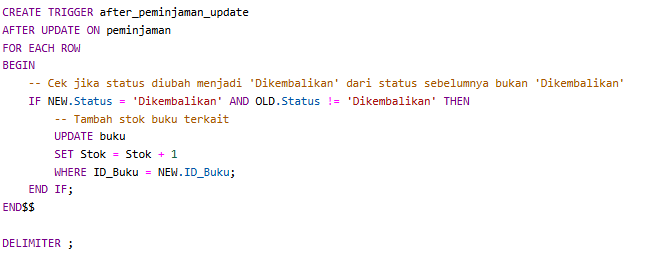 CREATE TRIGGER after_peminjaman_update
AFTER UPDATE ON peminjaman
FOR EACH ROW
BEGIN
    -- Cek jika status diubah menjadi 'Dikembalikan' dari status sebelumnya bukan 'Dikembalikan'
    IF NEW.Status = 'Dikembalikan' AND OLD.Status != 'Dikembalikan' THEN
        -- Tambah stok buku terkait
        UPDATE buku
        SET Stok = Stok + 1
        WHERE ID_Buku = NEW.ID_Buku;
    END IF;
END$$
DELIMITER ;